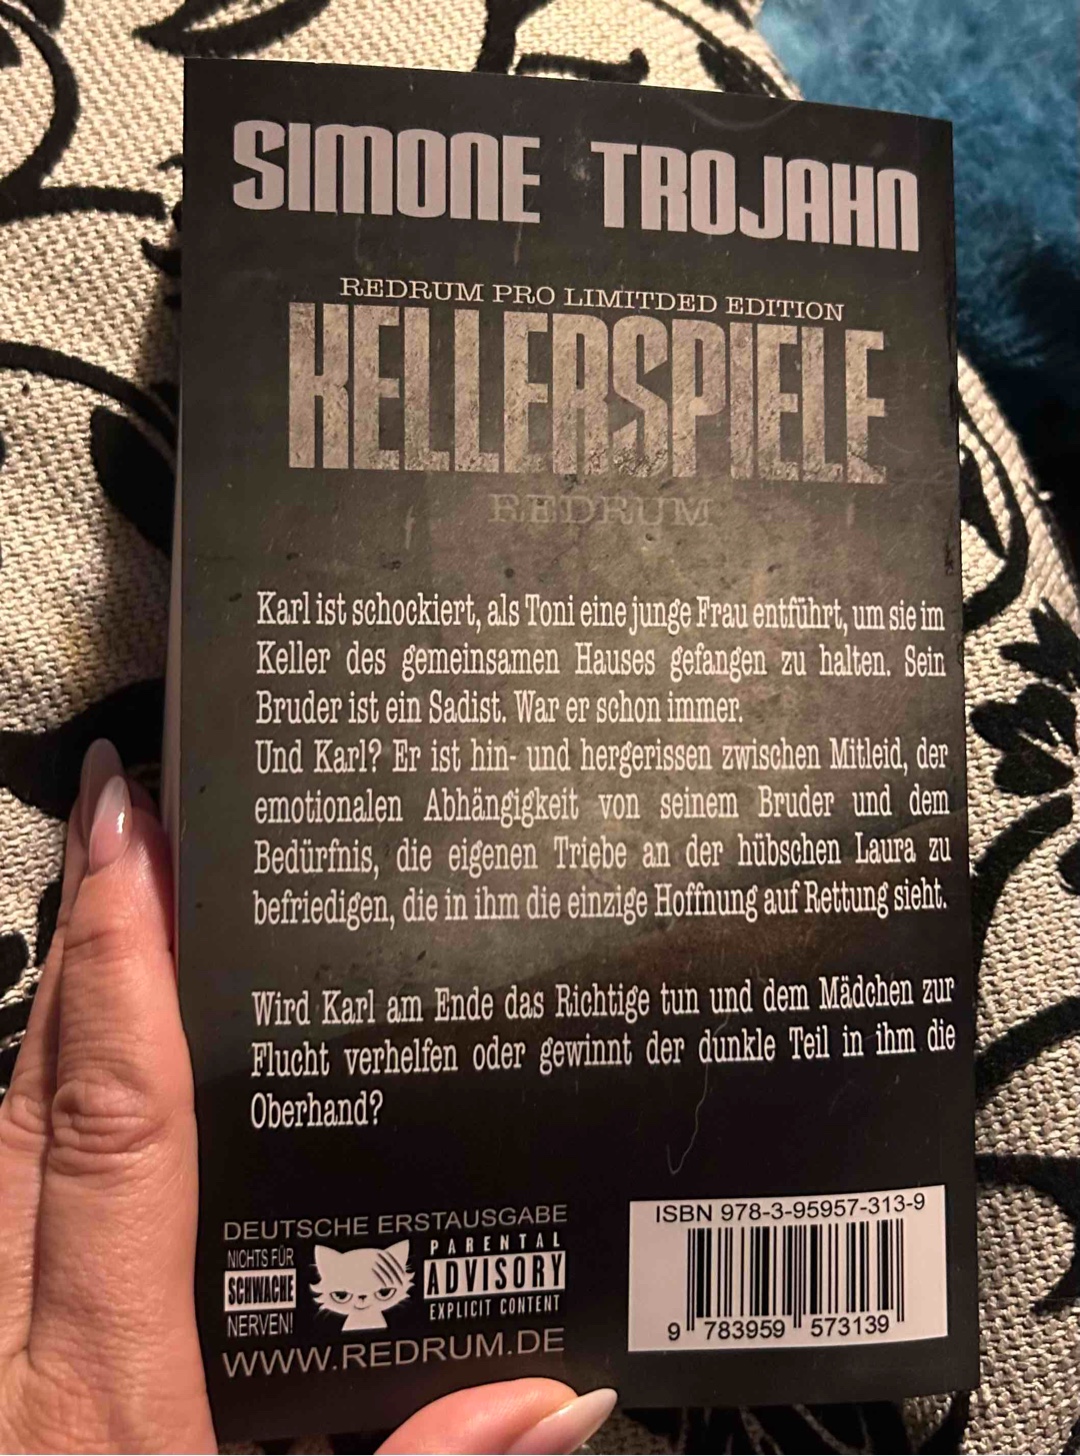 SIMONE TROJAHN
REDRUM PRO LIMITDED EDITION
KELLERSPIELE
REDRUM
Karl ist schockiert, als Toni eine junge Frau entführt, um sie im
Keller des gemeinsamen Hauses gefangen zu halten. Sein
Bruder ist ein Sadist. War er schon immer.
Und Karl? Er ist hin- und hergerissen zwischen Mitleid, der
emotionalen Abhängigkeit von seinem Bruder und dem
Bedürfnis, die eigenen Triebe an der hübschen Laura zu
befriedigen, die in ihm die einzige Hoffnung auf Rettung sieht.
Wird Karl am Ende das Richtige tun und dem Mädchen zur
Flucht verhelfen oder gewinnt der dunkle Teil in ihm die
Oberhand?
DEUTSCHE ERSTAUSGABE
NICHTS FÜR
SCHWACHE
NERVEN!
PARENTAL
ADVISORY
EXPLICIT CONTENT
WWW.REDRUM.DE
ISBN 978-3-95957-313-9
9 783959 573139